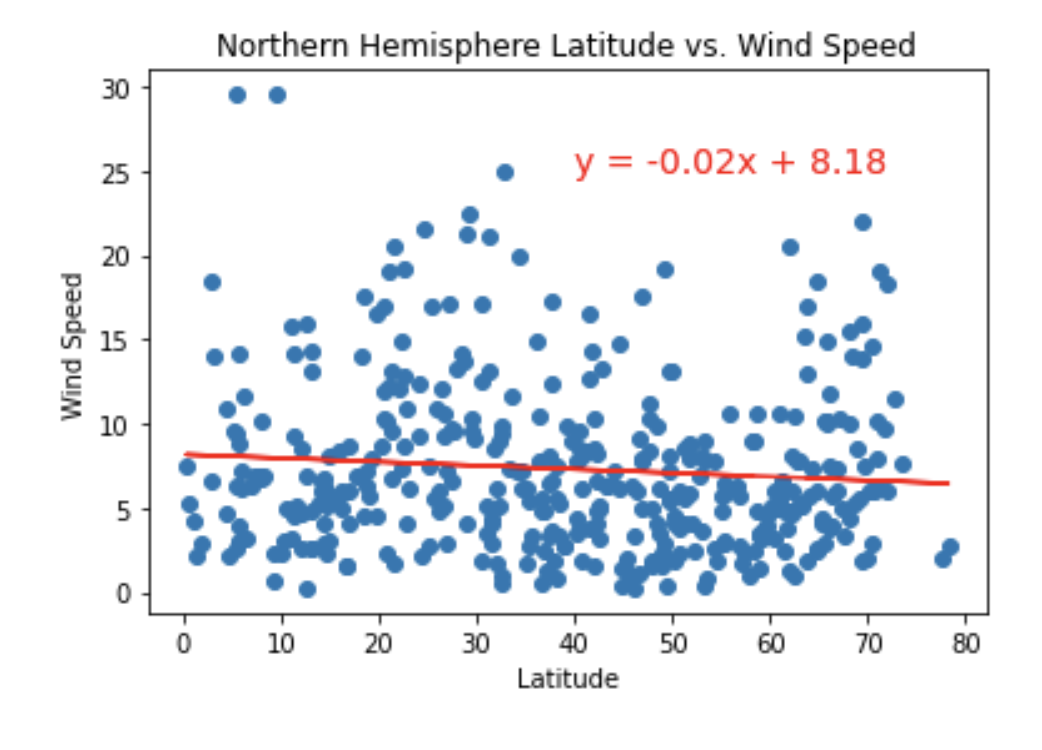 Northern Hemisphere Latitude vs. Wind Speed
30
y = -0.02x + 8.18
25
20
15
10
5
0
Wind Speed
0 10 20 30 40 50 60 70 80
Latitude